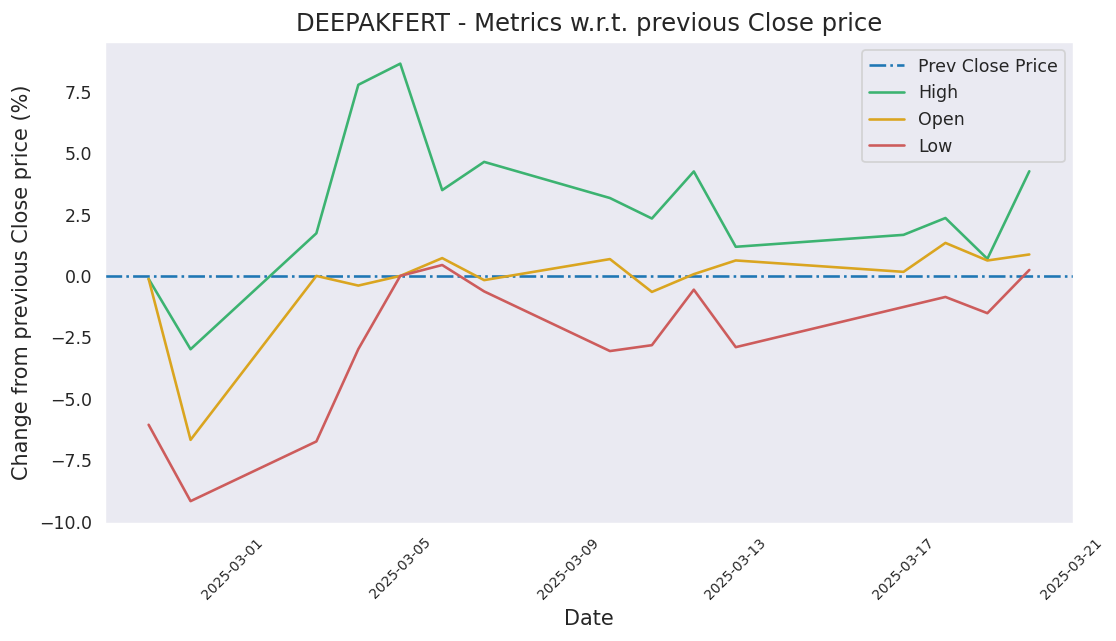 DEEPAKFERT - Metrics w.r.t. previous Close price
Prev Close Price
High
Open
Low
Change from previous Close price (%)
7.5
5.0
2.5
0.0
−2.5
−5.0
−7.5
−10.0
2025-03-01
2025-03-05
2025-03-09
2025-03-13
2025-03-17
2025-03-21
Date